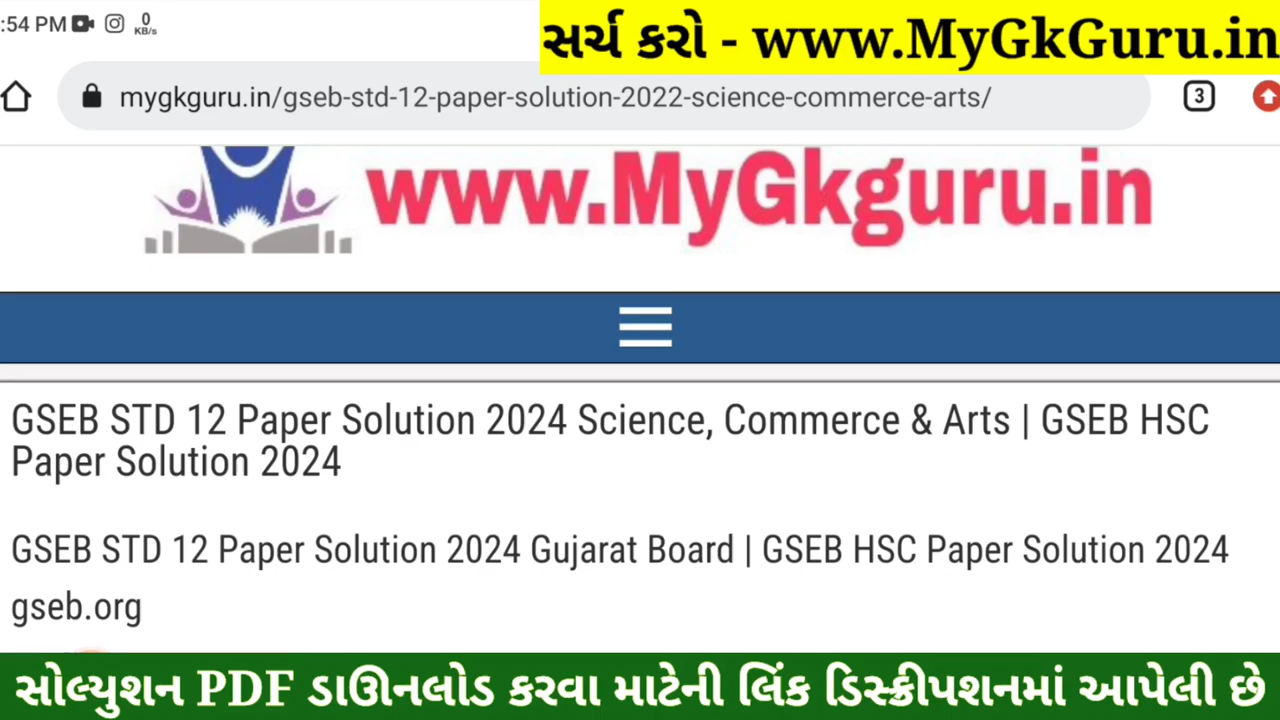 :54 PM 0 KB/s
સર્ચ કરો - www.MyGkGuru.in
mygkguru.in/gseb-std-12-paper-solution-2022-science-commerce-arts/
3
www.MyGkguru.in
GSEB STD 12 Paper Solution 2024 Science, Commerce & Arts | GSEB HSC
Paper Solution 2024
GSEB STD 12 Paper Solution 2024 Gujarat Board | GSEB HSC Paper Solution 2024
gseb.org
સોલ્યુશન PDF ડાઊનલોડ કરવા માટેની લિંક ડિસ્ક્રીપશનમાં આપેલી છે